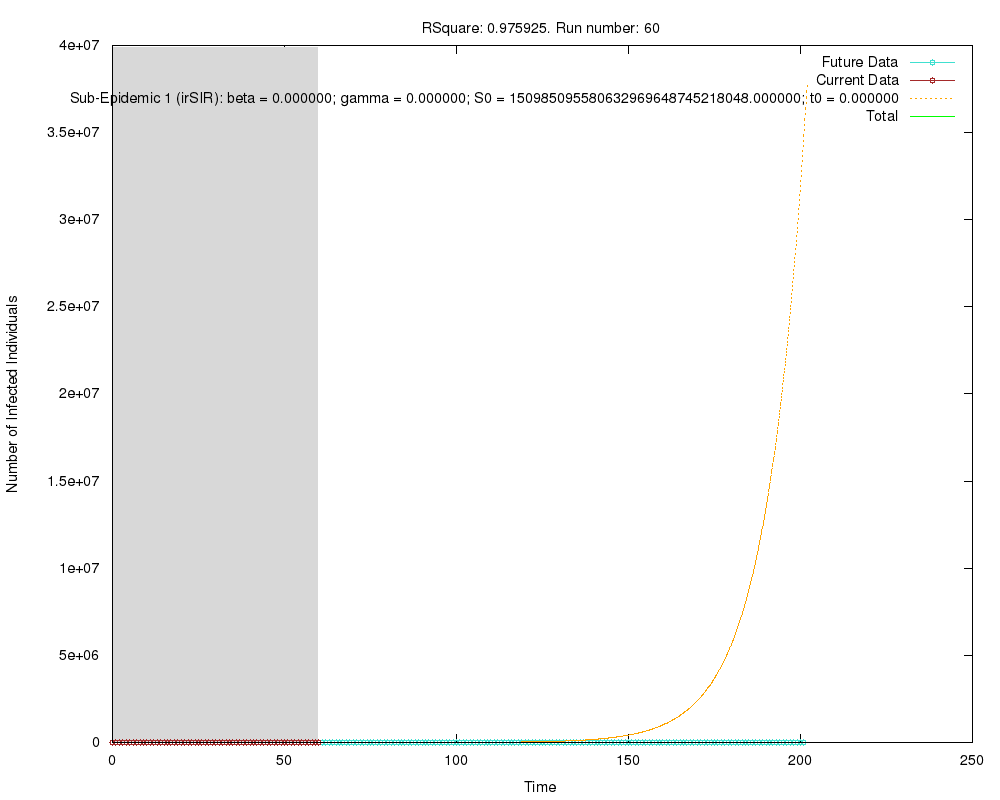 RSquare: 0.975925. Run number: 60
4e+07
3.5e+07
3e+07
2.5e+07
2e+07
1.5e+07
1e+07
5e+06
0
Number of Infected Individuals
Future Data
Current Data
Sub-Epidemic 1 (irSIR): beta = 0.000000; gamma = 0.000000; S0 = 15098509558063296964874521​8048.000000; t0 = 0.000000
Total
0
50
100
150
200
250
Time